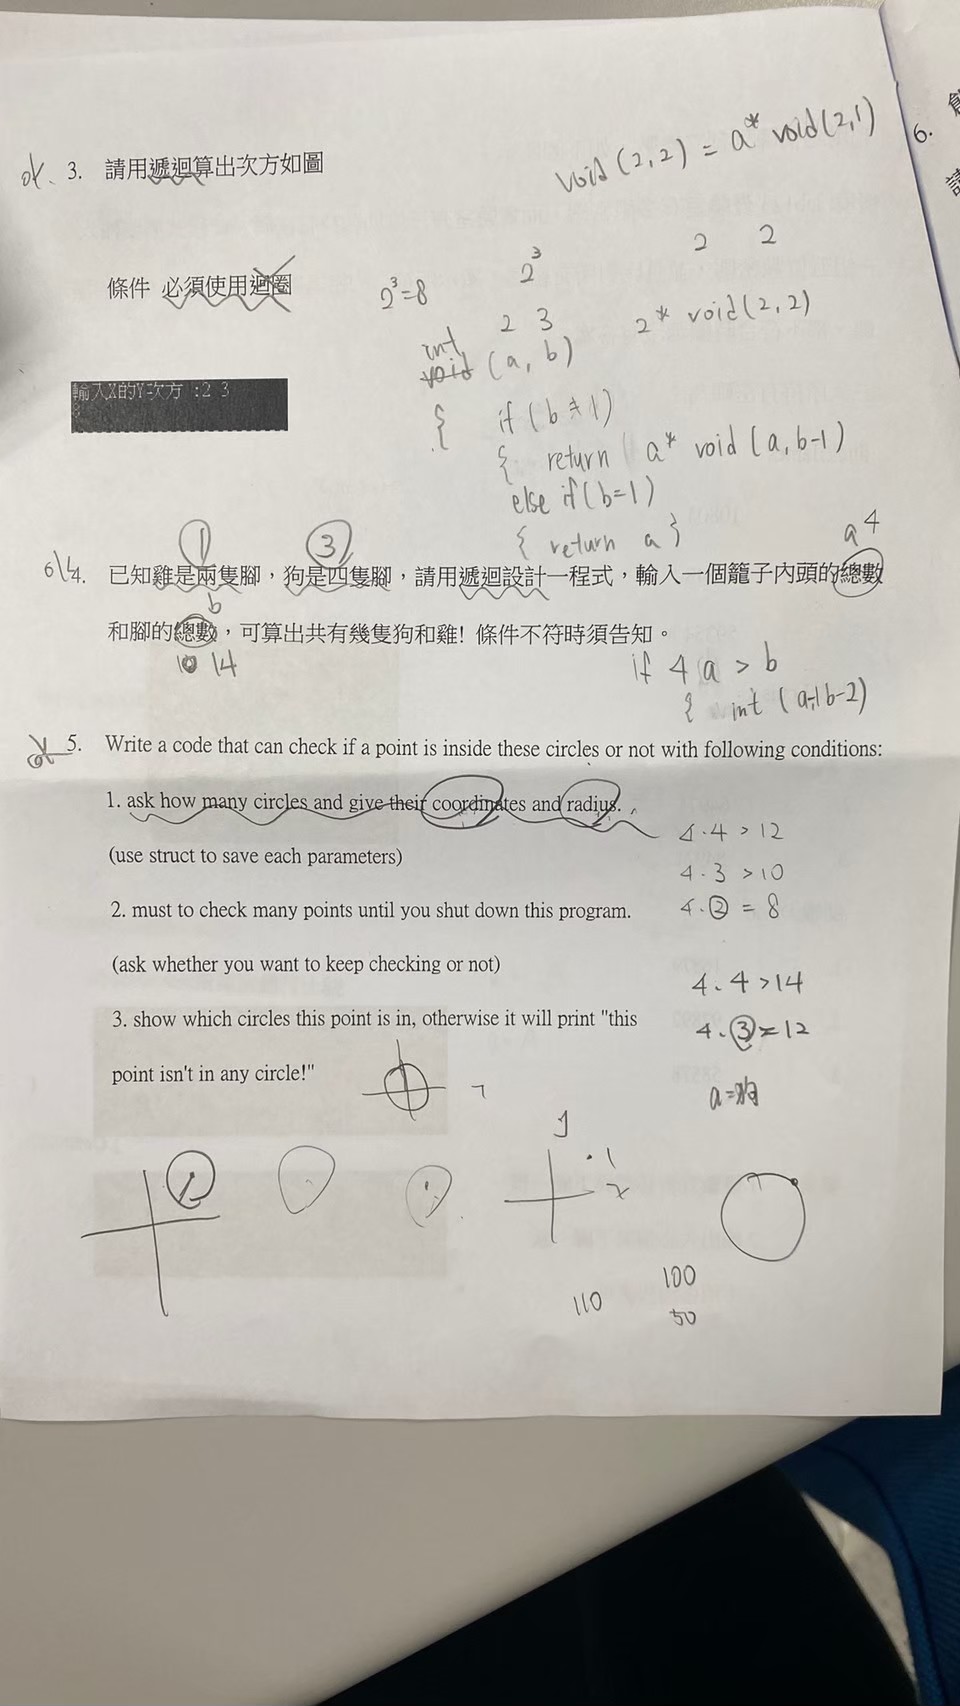 void(2,2) = a* void(2,1)
6.
ok. 3. 請用遞迴算出次方如圖
2³ 2 2
條件 必須使用迴圈 2³=8
2 3 2* void(2,2)
int
void (a, b)
輸入X的Y次方 :2 3
8
{ if(b≠1)
{ return a* void(a,b-1)
else if(b=1)
{ return a }
1 3 a 4
6/4. 已知雞是兩隻腳，狗是四隻腳，請用遞迴設計一程式，輸入一個籠子內頭的總數
b
和腳的總數，可算出共有幾隻狗和雞! 條件不符時須告知。
10 14 if 4a > b
{ int (a-1 b-2)
ok 5. Write a code that can check if a point is inside these circles or not with following conditions:
1. ask how many circles and give their coordinates and radius.
4.4 > 12
(use struct to save each parameters)
4.3 >10
2. must to check many points until you shut down this program. 4.2 = 8
(ask whether you want to keep checking or not)
4.4>14
3. show which circles this point is in, otherwise it will print "this 4.3=12
point isn't in any circle!"
a=狗
110 100
50